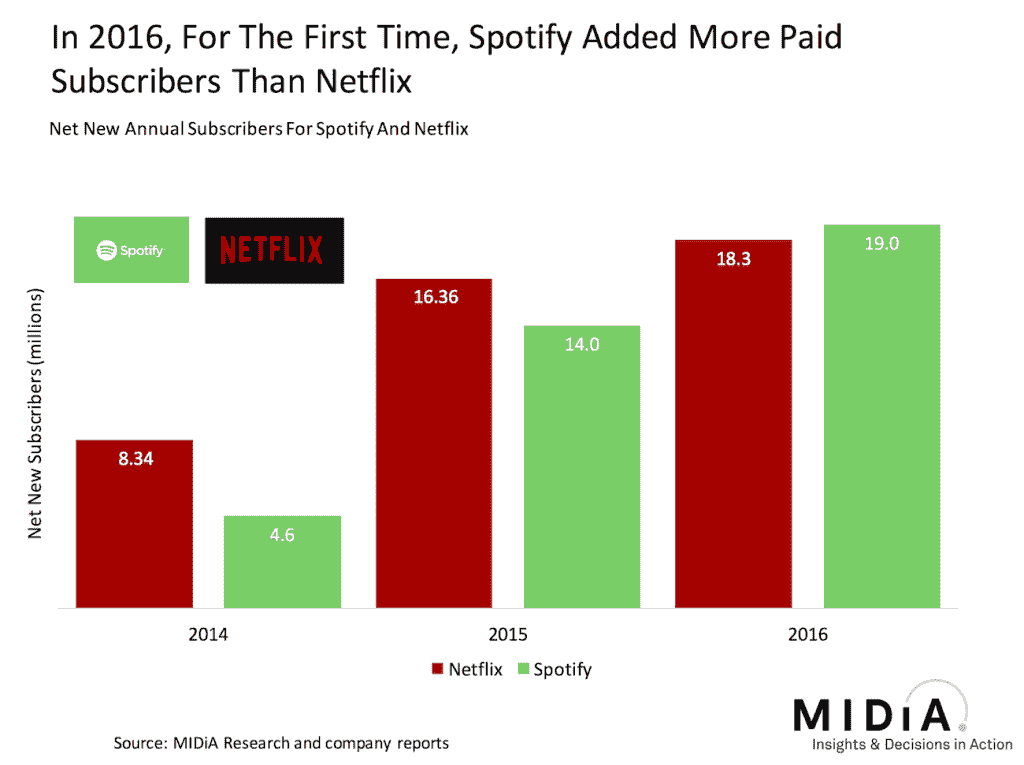 In 2016, For The First Time, Spotify Added More Paid
Subscribers Than Netflix
Net New Annual Subscribers For Spotify And Netflix
Spotify
NETFLIX
Net New Subscribers (millions)
8.34
4.6
16.36
14.0
18.3
19.0
2014
2015
2016
Netflix
Spotify
Source: MIDiA Research and company reports
MIDiA
Insights & Decisions in Action